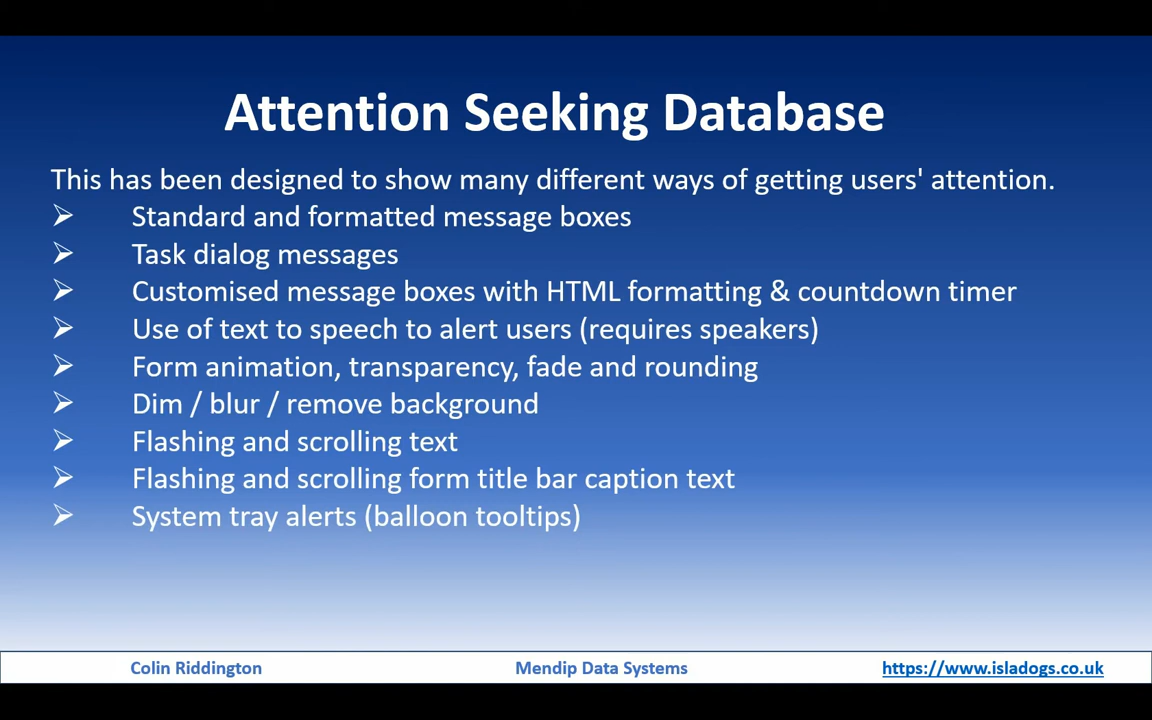 Attention Seeking Database
This has been designed to show many different ways of getting users' attention.
➢ Standard and formatted message boxes
➢ Task dialog messages
➢ Customised message boxes with HTML formatting & countdown timer
➢ Use of text to speech to alert users (requires speakers)
➢ Form animation, transparency, fade and rounding
➢ Dim / blur / remove background
➢ Flashing and scrolling text
➢ Flashing and scrolling form title bar caption text
➢ System tray alerts (balloon tooltips)
Colin Riddington Mendip Data Systems https://www.isladogs.co.uk